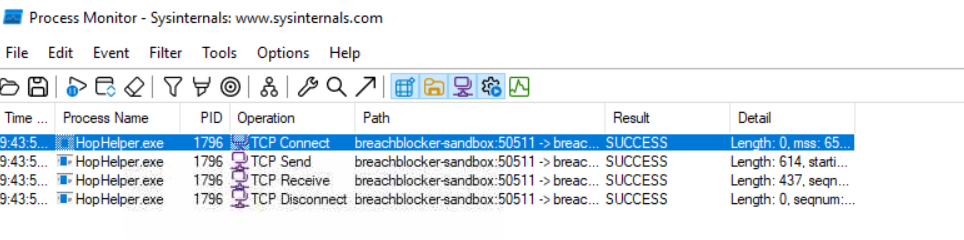 Process Monitor - Sysinternals: www.sysinternals.com
File Edit Event Filter Tools Options Help
Time ... Process Name PID Operation Path Result Detail
9:43:5... HopHelper.exe 1796 TCP Connect breachblocker-sandbox:50511 -> breac... SUCCESS Length: 0, mss: 65...
9:43:5... HopHelper.exe 1796 TCP Send breachblocker-sandbox:50511 -> breac... SUCCESS Length: 614, starti...
9:43:5... HopHelper.exe 1796 TCP Receive breachblocker-sandbox:50511 -> breac... SUCCESS Length: 437, seqn...
9:43:5... HopHelper.exe 1796 TCP Disconnect breachblocker-sandbox:50511 -> breac... SUCCESS Length: 0, seqnum:...